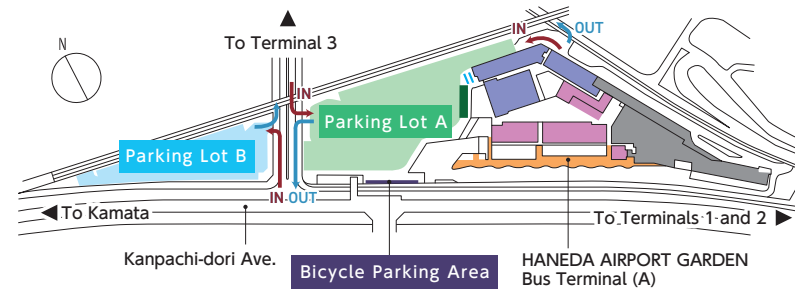 N
To Terminal 3
IN
OUT
IN
Parking Lot A
Parking Lot B
IN
OUT
To Kamata
To Terminals 1 and 2
Kanpachi-dori Ave.
Bicycle Parking Area
HANEDA AIRPORT GARDEN
Bus Terminal (A)